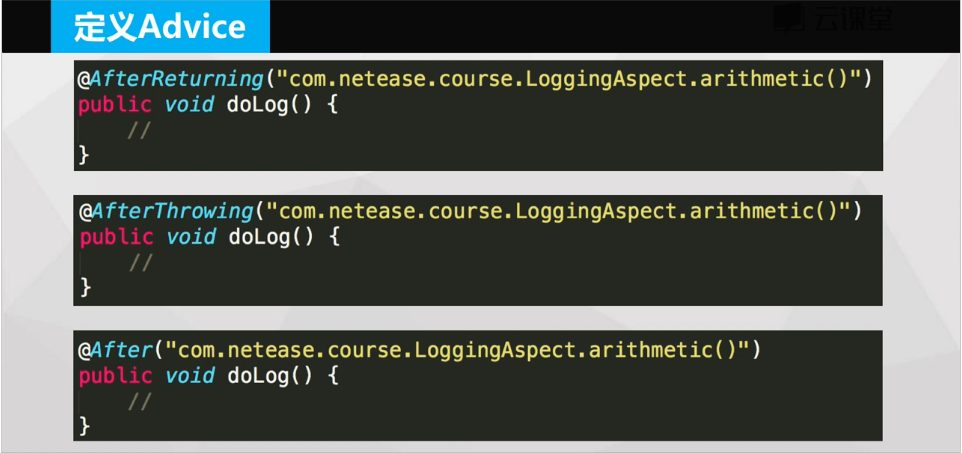 定义Advice
云课堂
@AfterReturning("com.netease.course.LoggingAspect.arithmetic()")
public void doLog() {
//
}
@AfterThrowing("com.netease.course.LoggingAspect.arithmetic()")
public void doLog() {
//
}
@After("com.netease.course.LoggingAspect.arithmetic()")
public void doLog() {
//
}